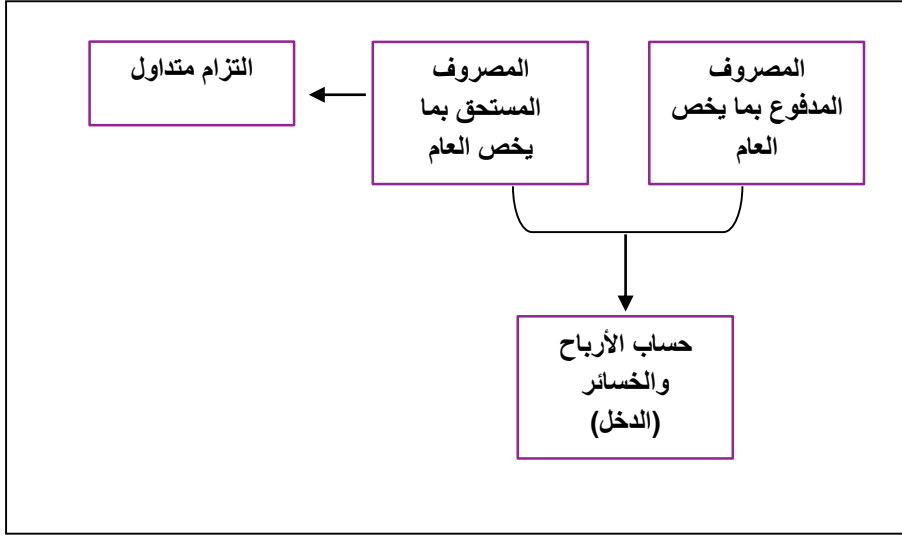 المصروف
المدفوع بما يخص
العام
المصروف
المستحق بما
يخص العام
التزام متداول
حساب الأرباح
والخسائر
(الدخل)